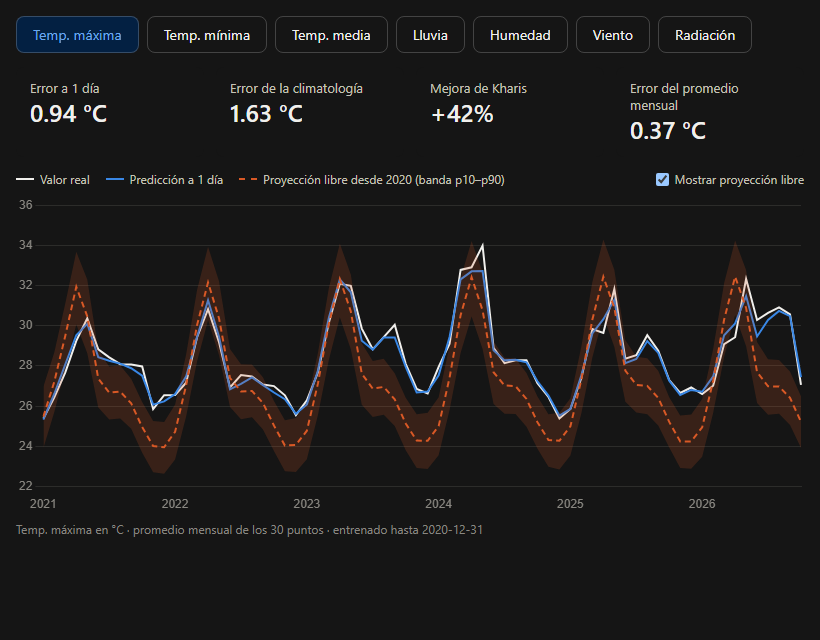 Temp. máxima
Temp. mínima
Temp. media
Lluvia
Humedad
Viento
Radiación
Error a 1 día
0.94 °C
Error de la climatología
1.63 °C
Mejora de Kharis
+42%
Error del promedio
mensual
0.37 °C
Valor real
Predicción a 1 día
Proyección libre desde 2020 (banda p10–p90)
Mostrar proyección libre
36
34
32
30
28
26
24
22
2021
2022
2023
2024
2025
2026
Temp. máxima en °C · promedio mensual de los 30 puntos · entrenado hasta 2020-12-31